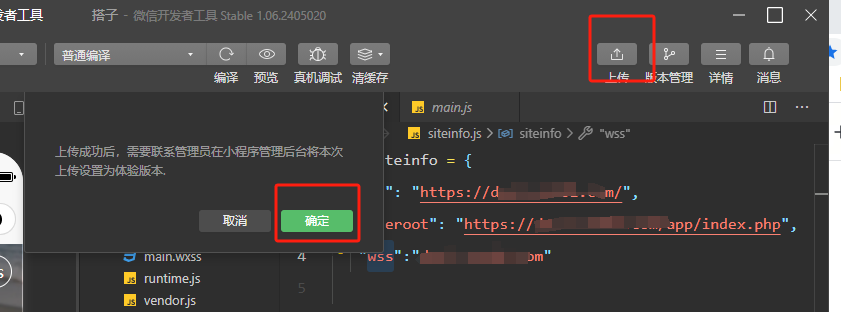 发者工具 搭子 - 微信开发者工具 Stable 1.06.2405020
普通编译
编译 预览 真机调试 清缓存 上传 版本管理 详情 消息
main.js
siteinfo.js siteinfo "wss"
上传成功后，需要联系管理员在小程序管理后台将本次
上传设置为体验版本.
取消 确定
iteinfo = {
": "https://d .com/",
eroot": "https:// com/app/index.php",
4 "wss":"d om"
5
main.wxss
runtime.js
vendor.js